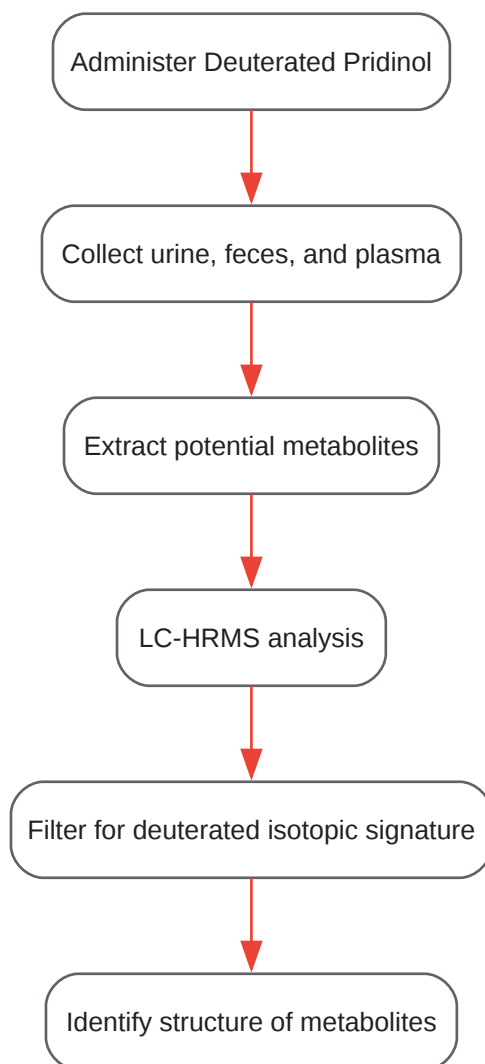 Administer Deuterated Pridinol
Collect urine, feces, and plasma
Extract potential metabolites
LC-HRMS analysis
Filter for deuterated isotopic signature
Identify structure of metabolites